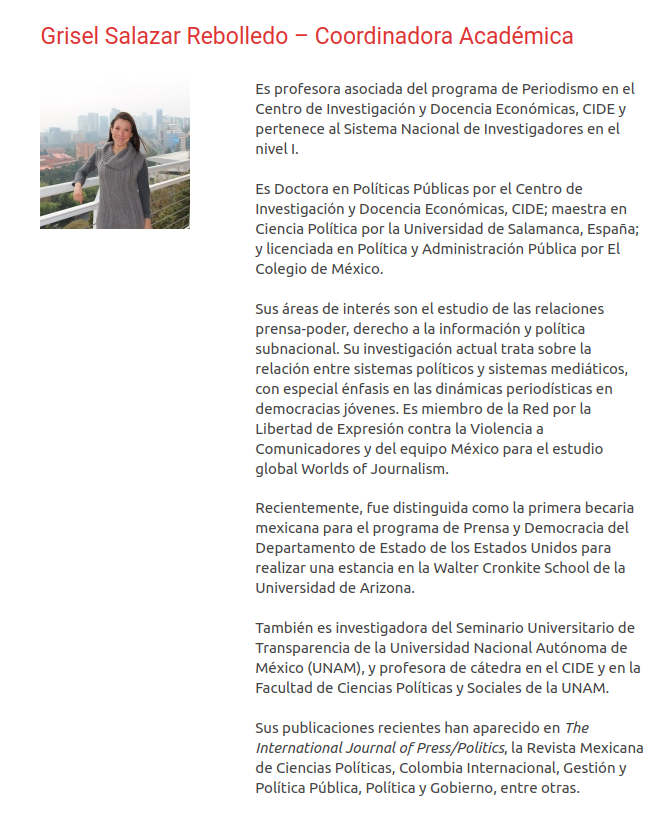 Grisel Salazar Rebolledo – Coordinadora Académica
Es profesora asociada del programa de Periodismo en el
Centro de Investigación y Docencia Económicas, CIDE y
pertenece al Sistema Nacional de Investigadores en el
nivel I.
Es Doctora en Políticas Públicas por el Centro de
Investigación y Docencia Económicas, CIDE; maestra en
Ciencia Política por la Universidad de Salamanca, España;
y licenciada en Política y Administración Pública por El
Colegio de México.
Sus áreas de interés son el estudio de las relaciones
prensa-poder, derecho a la información y política
subnacional. Su investigación actual trata sobre la
relación entre sistemas políticos y sistemas mediáticos,
con especial énfasis en las dinámicas periodísticas en
democracias jóvenes. Es miembro de la Red por la
Libertad de Expresión contra la Violencia a
Comunicadores y del equipo México para el estudio
global Worlds of Journalism.
Recientemente, fue distinguida como la primera becaria
mexicana para el programa de Prensa y Democracia del
Departamento de Estado de los Estados Unidos para
realizar una estancia en la Walter Cronkite School de la
Universidad de Arizona.
También es investigadora del Seminario Universitario de
Transparencia de la Universidad Nacional Autónoma de
México (UNAM), y profesora de cátedra en el CIDE y en la
Facultad de Ciencias Políticas y Sociales de la UNAM.
Sus publicaciones recientes han aparecido en The
International Journal of Press/Politics, la Revista Mexicana
de Ciencias Políticas, Colombia Internacional, Gestión y
Política Pública, Política y Gobierno, entre otras.